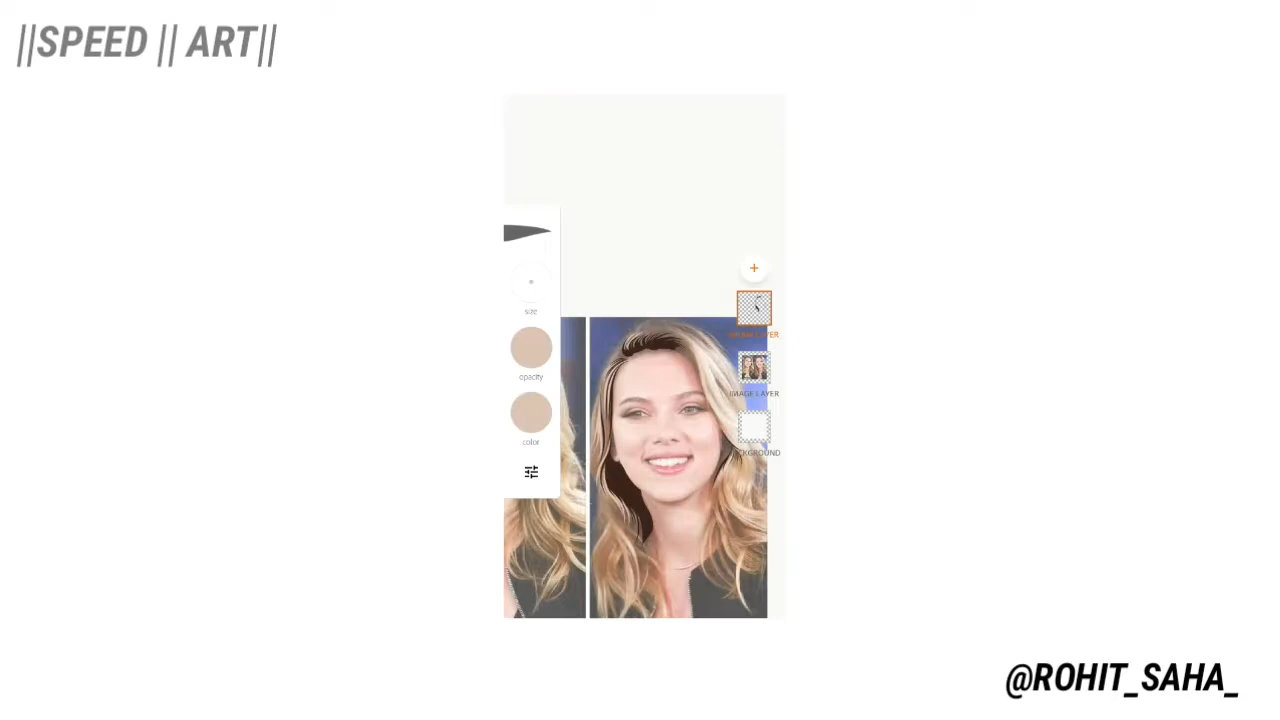 ||SPEED || ART||
size
opacity
color
IMAGE LAYER
@ROHIT_SAHA_